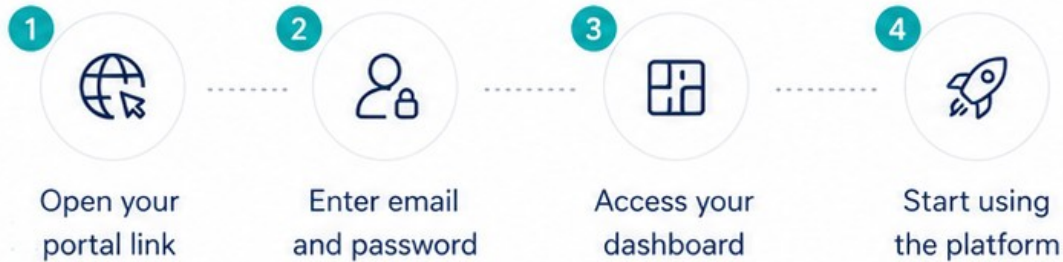 1
2
3
4
Open your
portal link
Enter email
and password
Access your
dashboard
Start using
the platform